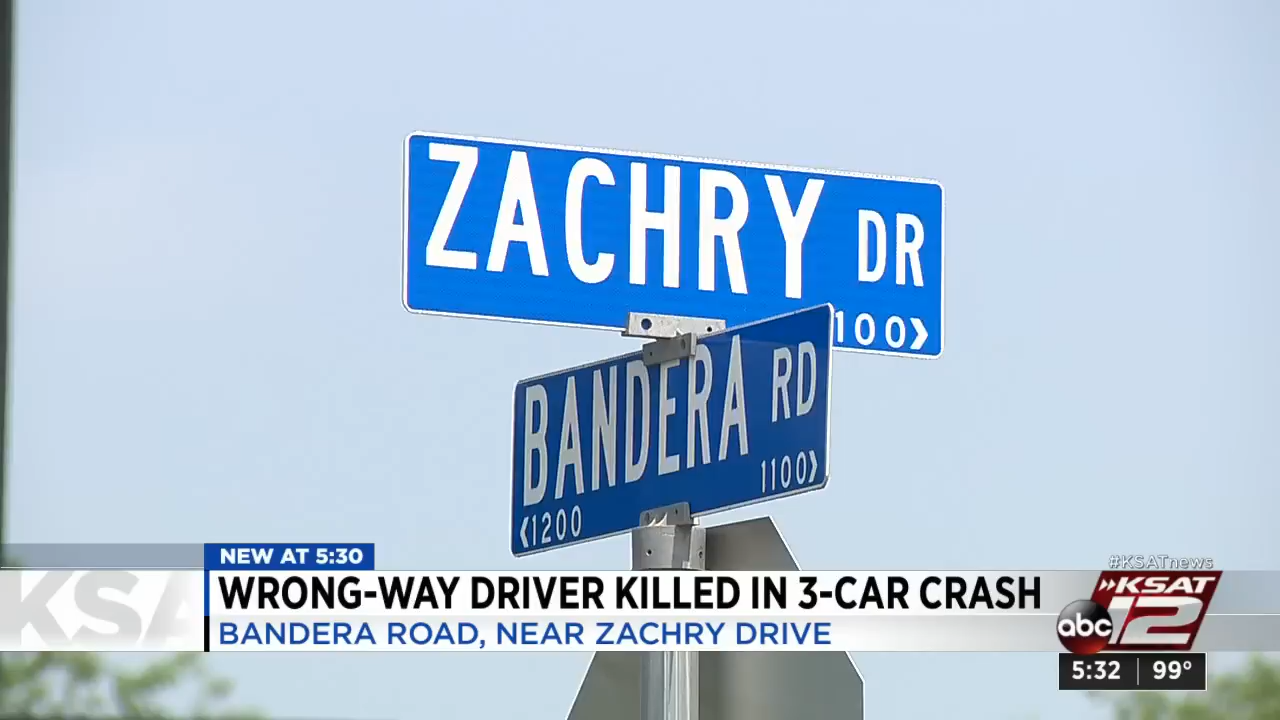 ZACHRY DR
100>
BANDERA RD
1100>
<1200
#KSATnews
NEW AT 5:30
WRONG-WAY DRIVER KILLED IN 3-CAR CRASH
BANDERA ROAD, NEAR ZACHRY DRIVE
KSA
KSAT
abc 12
5:32 99°